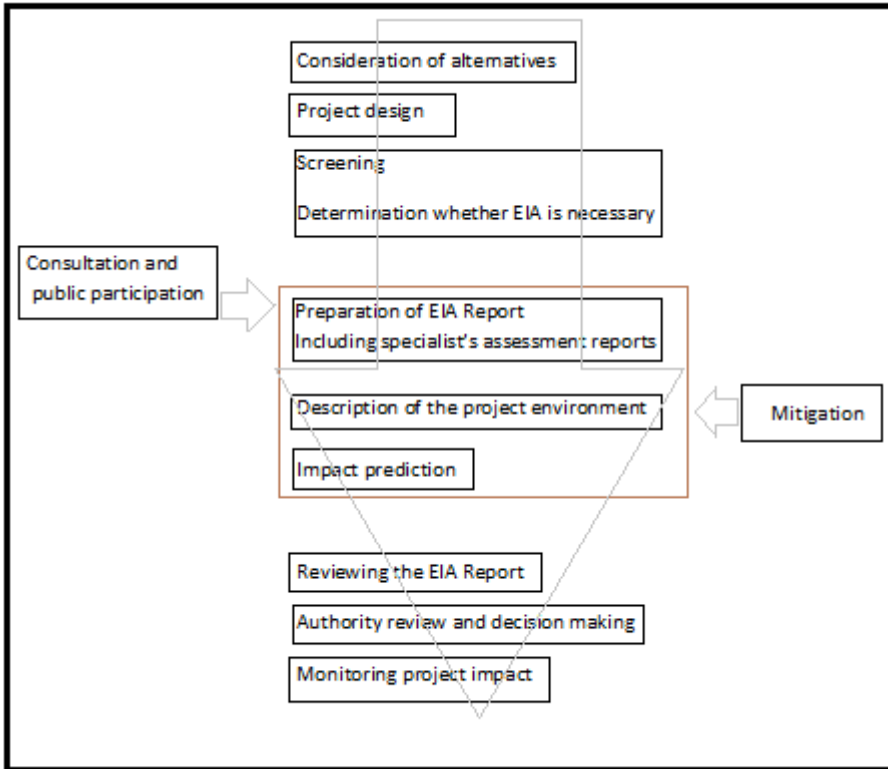 Consideration of alternatives
Project design
Screening
Determination whether EIA is necessary
Consultation and
public participation
Preparation of EIA Report
Including specialist's assessment reports
Description of the project environment
Mitigation
Impact prediction
Reviewing the EIA Report
Authority review and decision making
Monitoring project impact